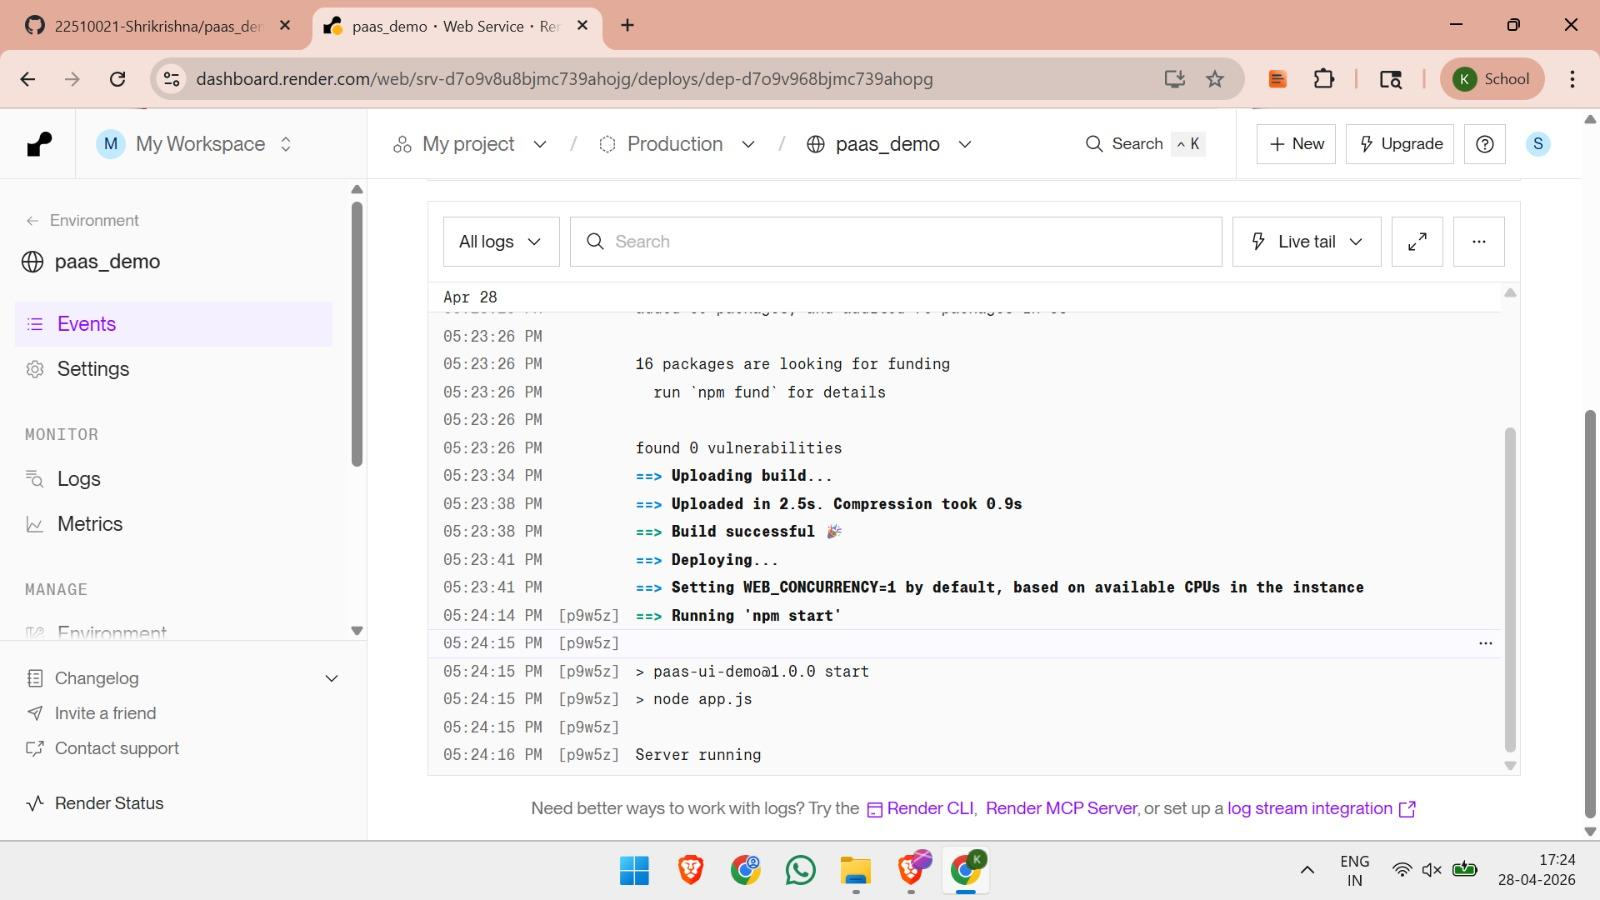 22510021-Shrikrishna/paas_de
paas_demo · Web Service · Re
dashboard.render.com/web/srv-d7o9v8u8bjmc739ahojg/deploys/dep-d7o9v968bjmc739ahopg
K School
M My Workspace
My project / Production / paas_demo
Search ^ K
+ New
Upgrade
S
← Environment
paas_demo
Events
Settings
MONITOR
Logs
Metrics
MANAGE
Environment
Changelog
Invite a friend
Contact support
Render Status
All logs
Search
Live tail
Apr 28
05:23:26 PM
05:23:26 PM 16 packages are looking for funding
05:23:26 PM run `npm fund` for details
05:23:26 PM
05:23:26 PM found 0 vulnerabilities
05:23:34 PM ==> Uploading build...
05:23:38 PM ==> Uploaded in 2.5s. Compression took 0.9s
05:23:38 PM ==> Build successful 🎉
05:23:41 PM ==> Deploying...
05:23:41 PM ==> Setting WEB_CONCURRENCY=1 by default, based on available CPUs in the instance
05:24:14 PM [p9w5z] ==> Running 'npm start'
05:24:15 PM [p9w5z]
05:24:15 PM [p9w5z] > paas-ui-demo@1.0.0 start
05:24:15 PM [p9w5z] > node app.js
05:24:15 PM [p9w5z]
05:24:16 PM [p9w5z] Server running
Need better ways to work with logs? Try the Render CLI, Render MCP Server, or set up a log stream integration
K
ENG
IN
17:24
28-04-2026